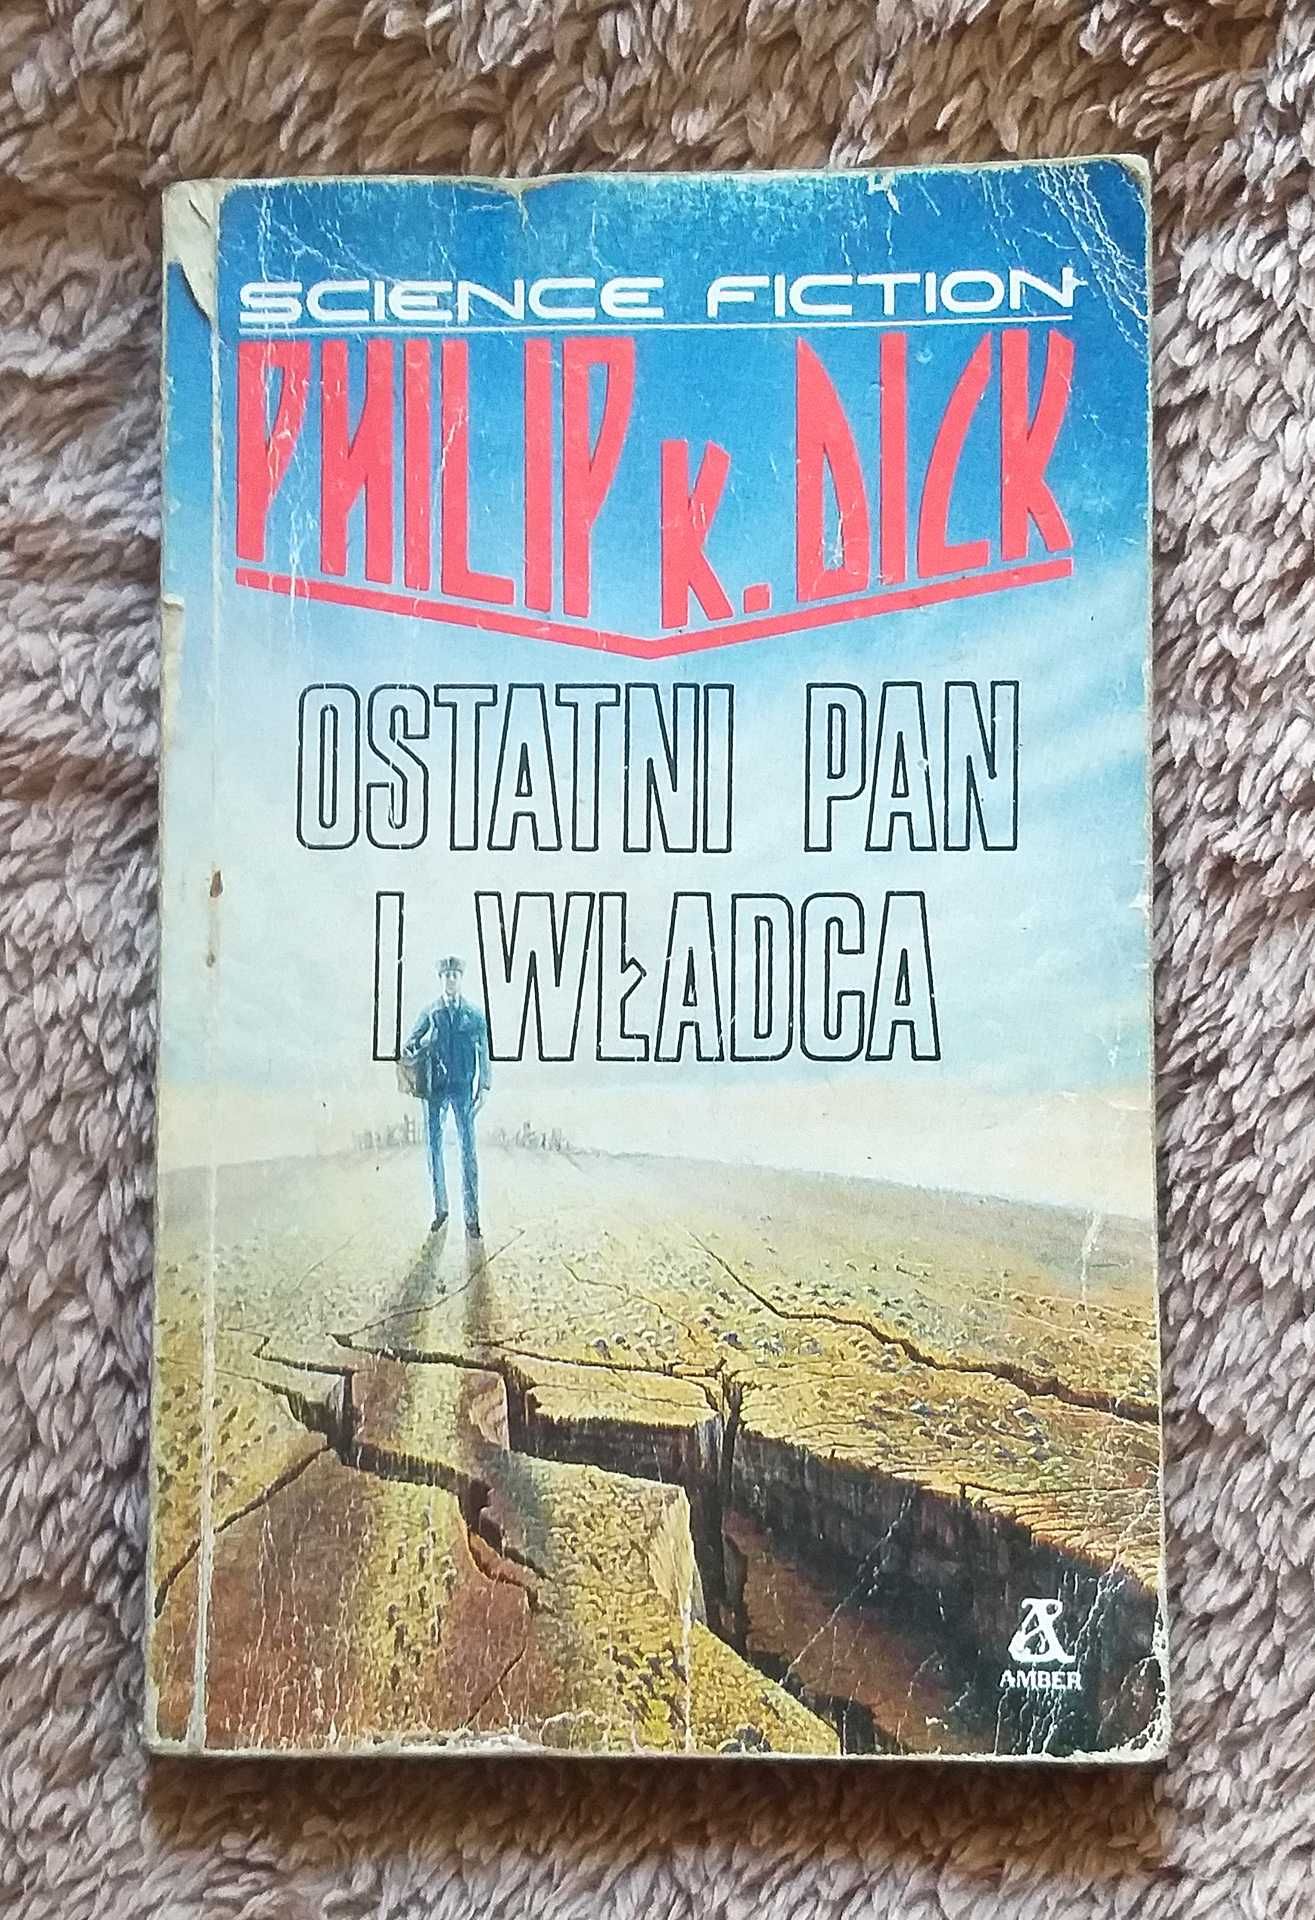 SCIENCE FICTION
PHILIP K. DICK
OSTATNI PAN
I WŁADCA
AMBER